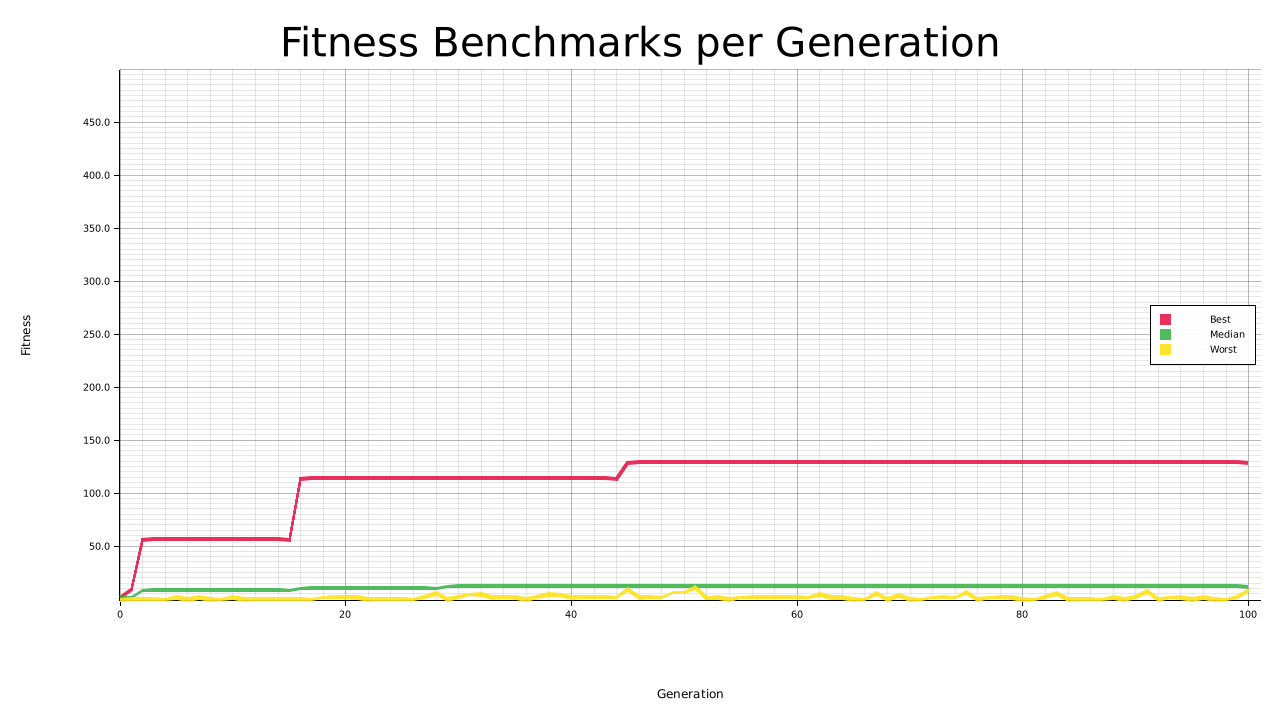 Fitness Benchmarks per Generation
450.0
400.0
350.0
300.0
250.0
200.0
150.0
100.0
50.0
Fitness
Best
Median
Worst
0 20 40 60 80 100
Generation